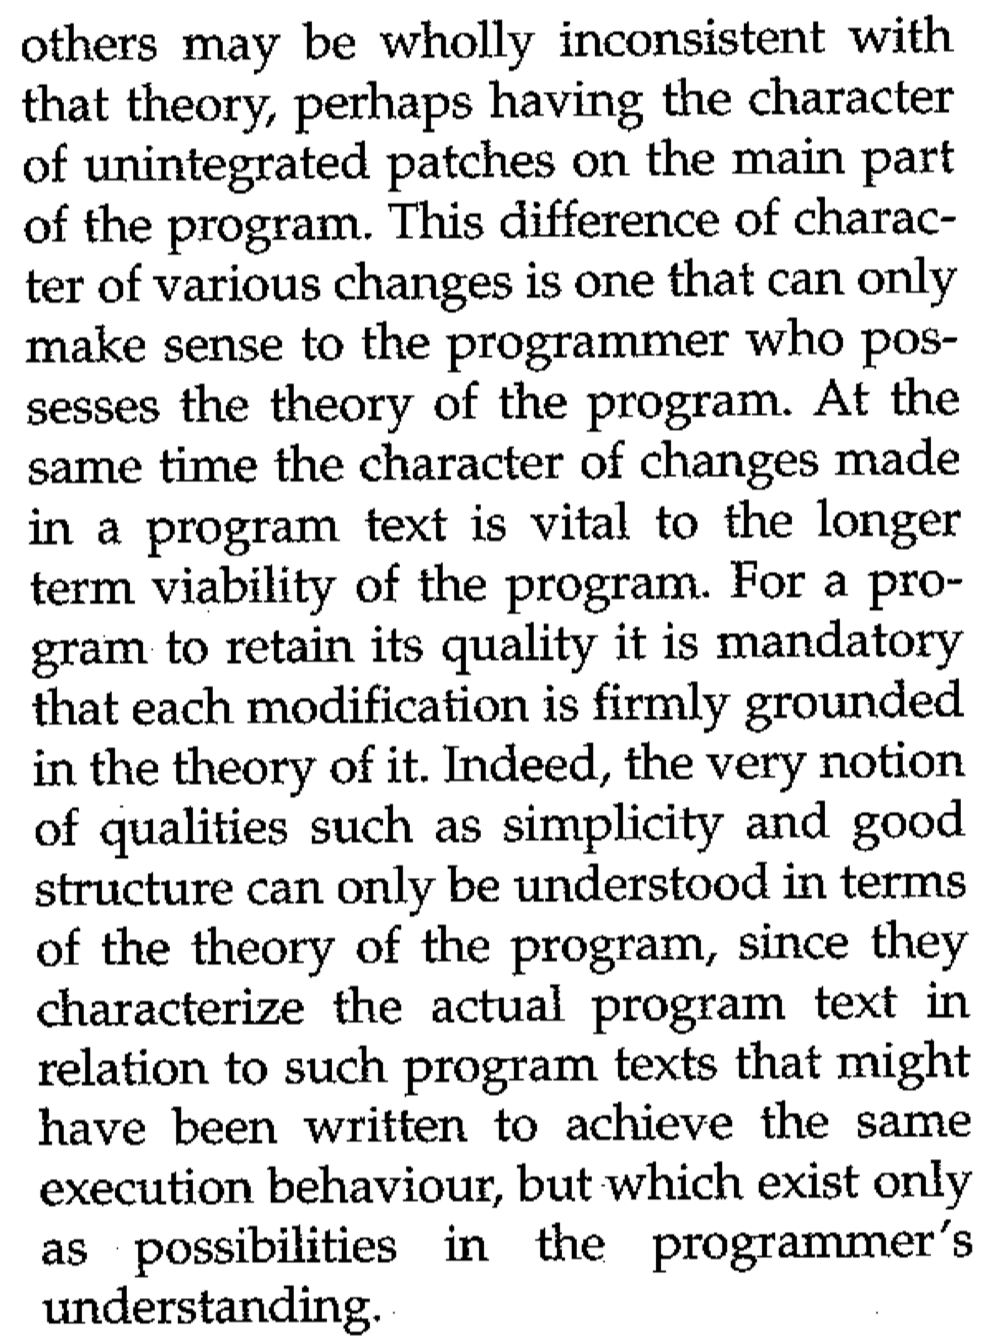 others may be wholly inconsistent with
that theory, perhaps having the character
of unintegrated patches on the main part
of the program. This difference of charac-
ter of various changes is one that can only
make sense to the programmer who pos-
sesses the theory of the program. At the
same time the character of changes made
in a program text is vital to the longer
term viability of the program. For a pro-
gram to retain its quality it is mandatory
that each modification is firmly grounded
in the theory of it. Indeed, the very notion
of qualities such as simplicity and good
structure can only be understood in terms
of the theory of the program, since they
characterize the actual program text in
relation to such program texts that might
have been written to achieve the same
execution behaviour, but which exist only
as possibilities in the programmer's
understanding.